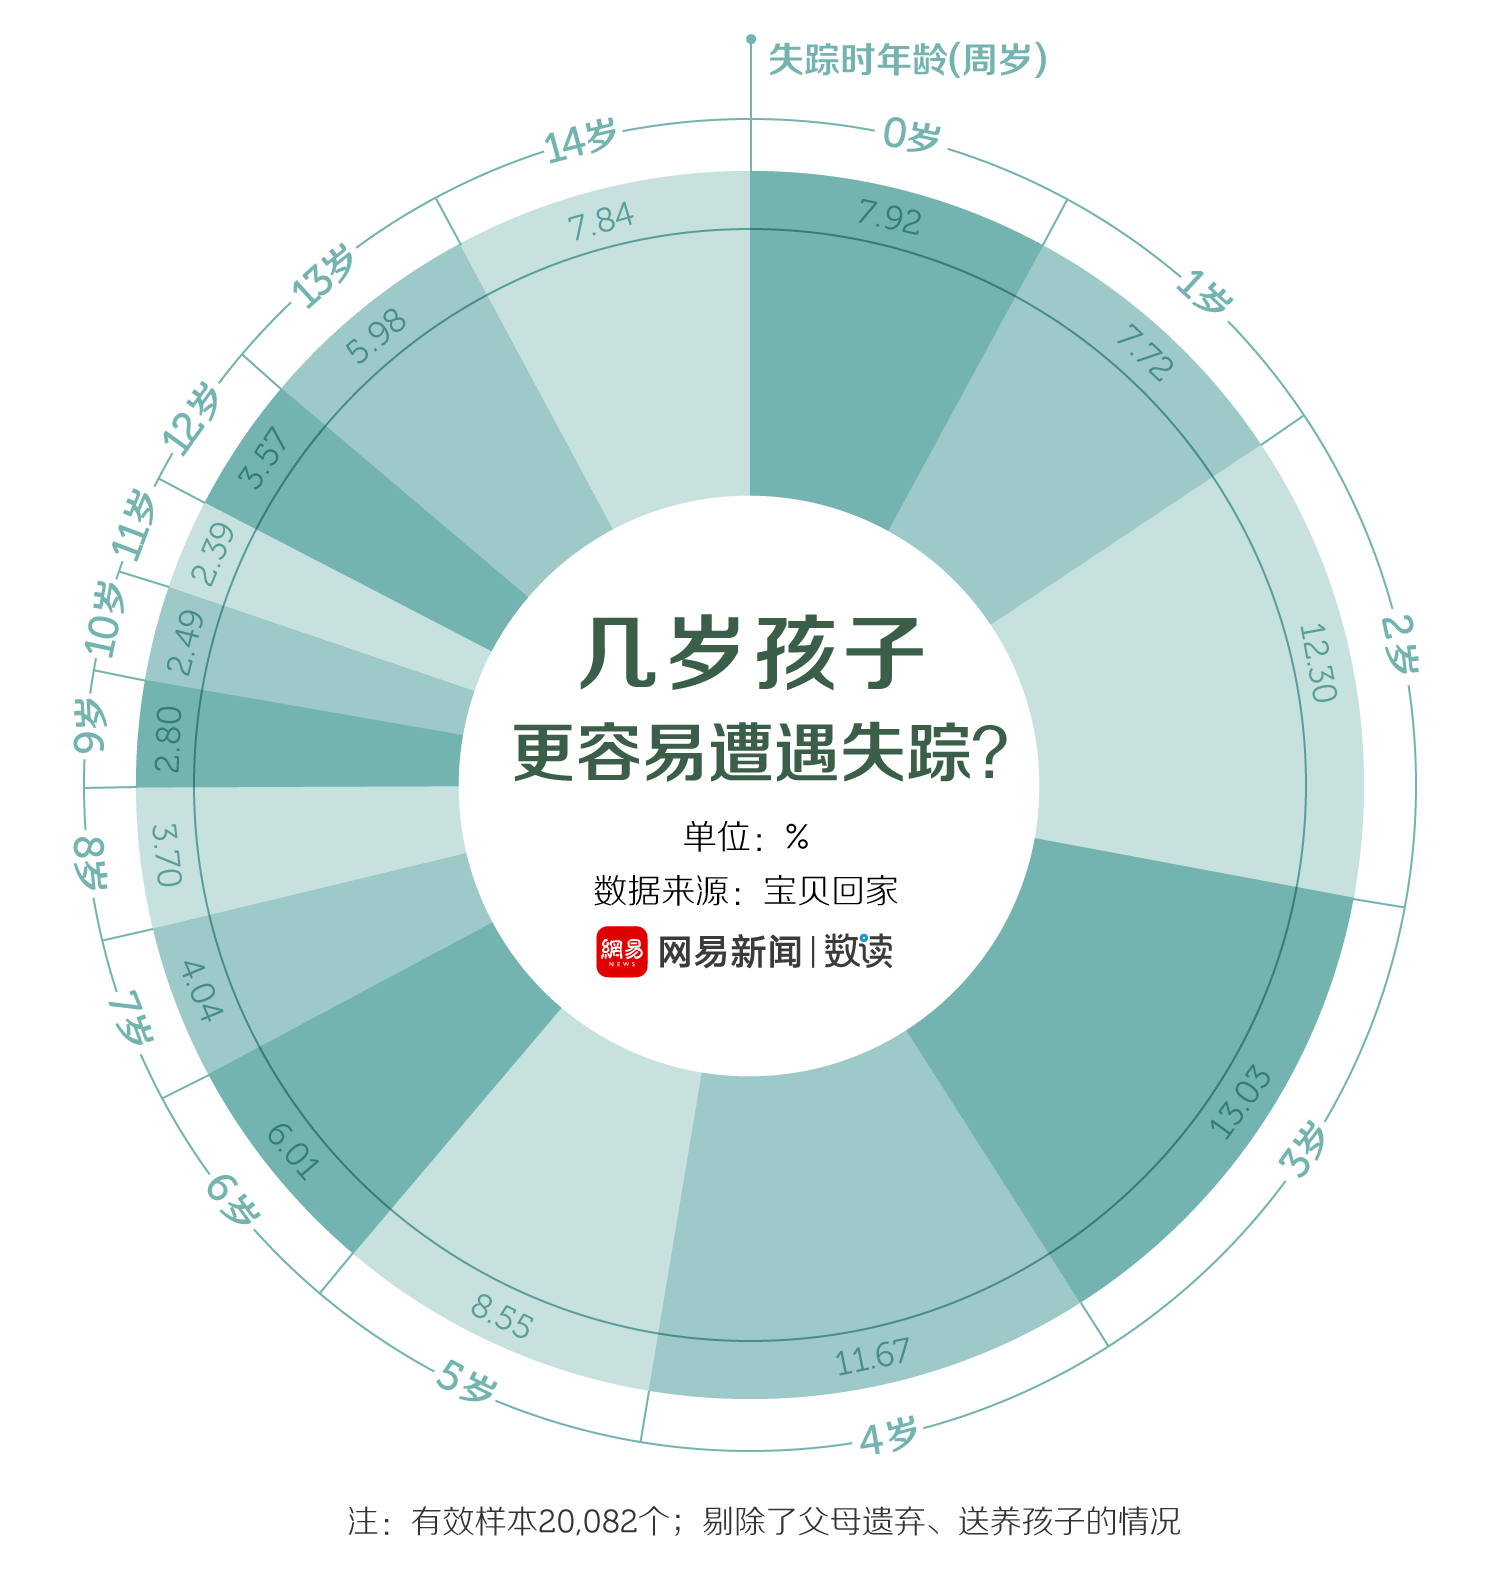 失踪时年龄(周岁)
0岁
7.92
1岁
7.72
2岁
12.30
3岁
13.03
4岁
11.67
5岁
8.55
6岁
6.01
7岁
4.04
8岁
3.70
9岁
2.80
10岁
2.49
11岁
2.39
12岁
3.57
13岁
5.98
14岁
7.84
几岁孩子
更容易遭遇失踪?
单位：%
数据来源：宝贝回家
網易 NEWS 网易新闻 | 数读
注：有效样本20,082个；剔除了父母遗弃、送养孩子的情况